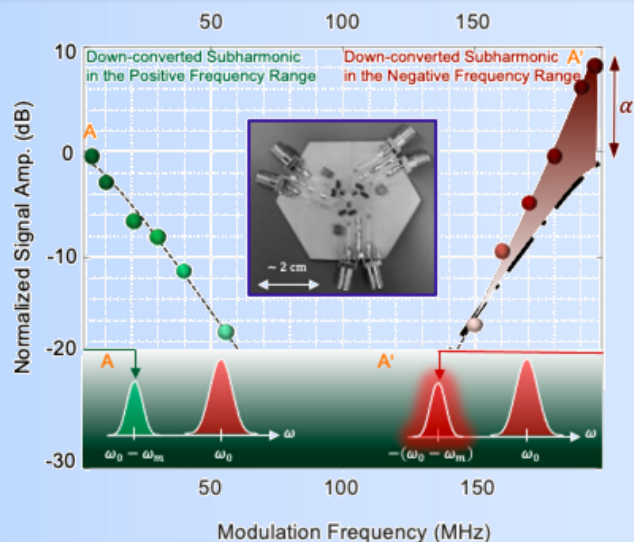 50 100 150
Down-converted Subharmonic
in the Positive Frequency Range
Down-converted Subharmonic
in the Negative Frequency Range
A'
A
α
10
0
-10
-20
-30
Normalized Signal Amp. (dB)
~ 2 cm
A
ω₀ − ωₘ
ω₀
ω
A'
−(ω₀ − ωₘ)
ω₀
ω
50 100 150
Modulation Frequency (MHz)